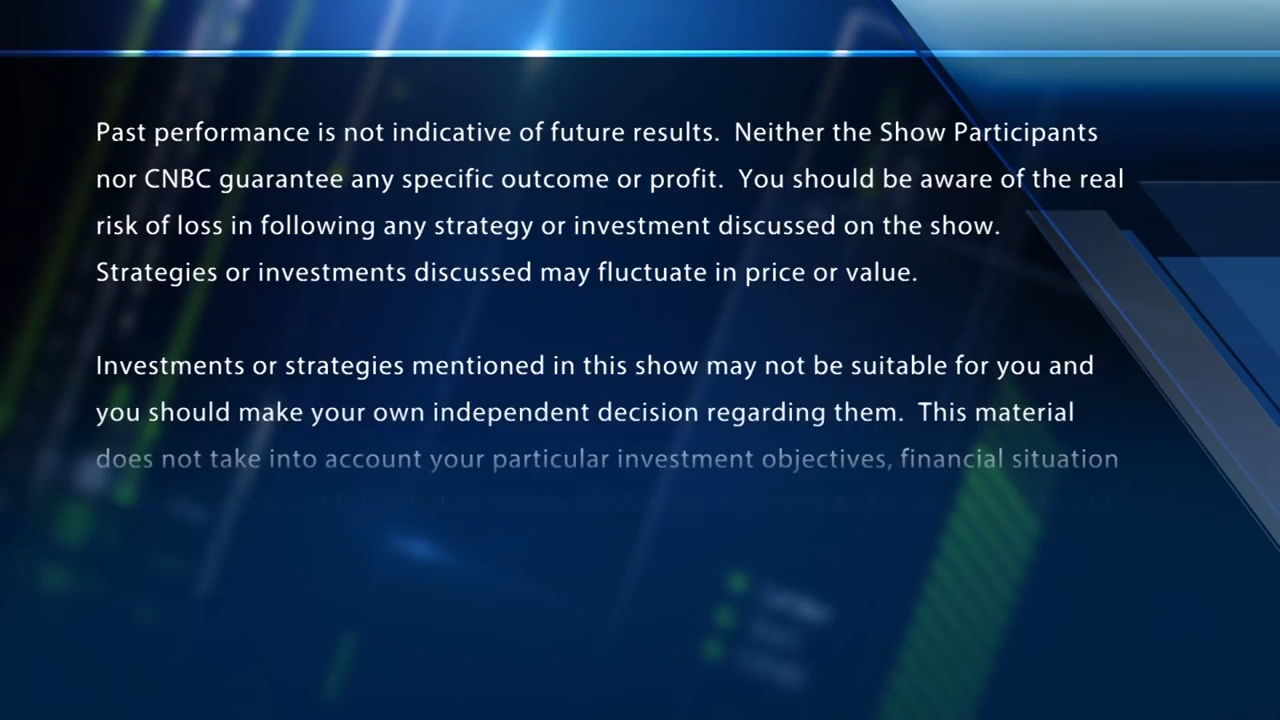 Past performance is not indicative of future results.  Neither the Show Participants
nor CNBC guarantee any specific outcome or profit.  You should be aware of the real
risk of loss in following any strategy or investment discussed on the show.
Strategies or investments discussed may fluctuate in price or value.
Investments or strategies mentioned in this show may not be suitable for you and
you should make your own independent decision regarding them.  This material
does not take into account your particular investment objectives, financial situation